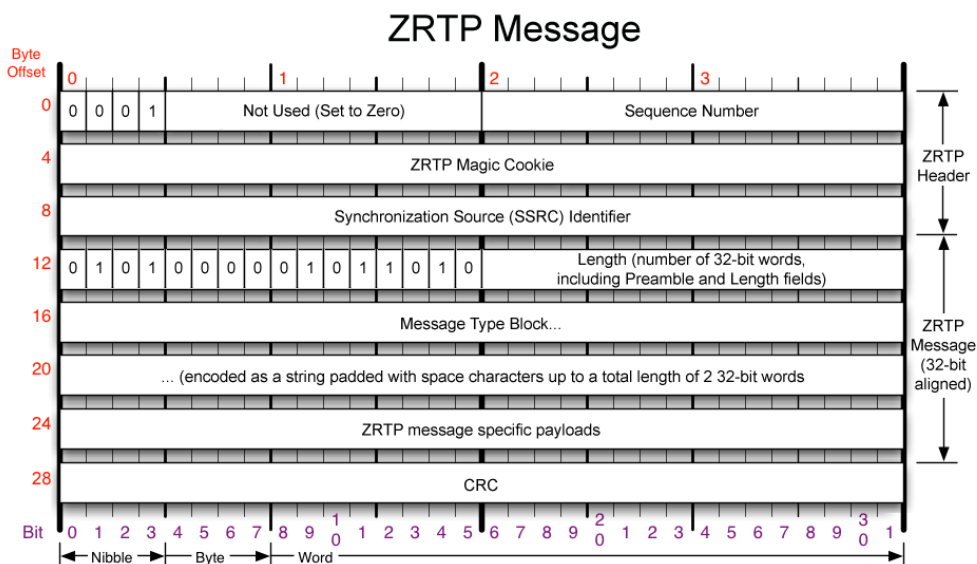 ZRTP Message
Byte
Offset
0 1 2 3
0
0 0 0 1 Not Used (Set to Zero) Sequence Number
4
ZRTP Magic Cookie
ZRTP
Header
8
Synchronization Source (SSRC) Identifier
12
0 1 0 1 0 0 0 0 0 1 0 1 1 0 1 0 Length (number of 32-bit words,
including Preamble and Length fields)
16
Message Type Block...
ZRTP
Message
(32-bit
aligned)
20
... (encoded as a string padded with space characters up to a total length of 2 32-bit words
24
ZRTP message specific payloads
28
CRC
Bit 0 1 2 3 4 5 6 7 8 9 10 1 2 3 4 5 6 7 8 9 20 1 2 3 4 5 6 7 8 9 30 1
Nibble Byte Word